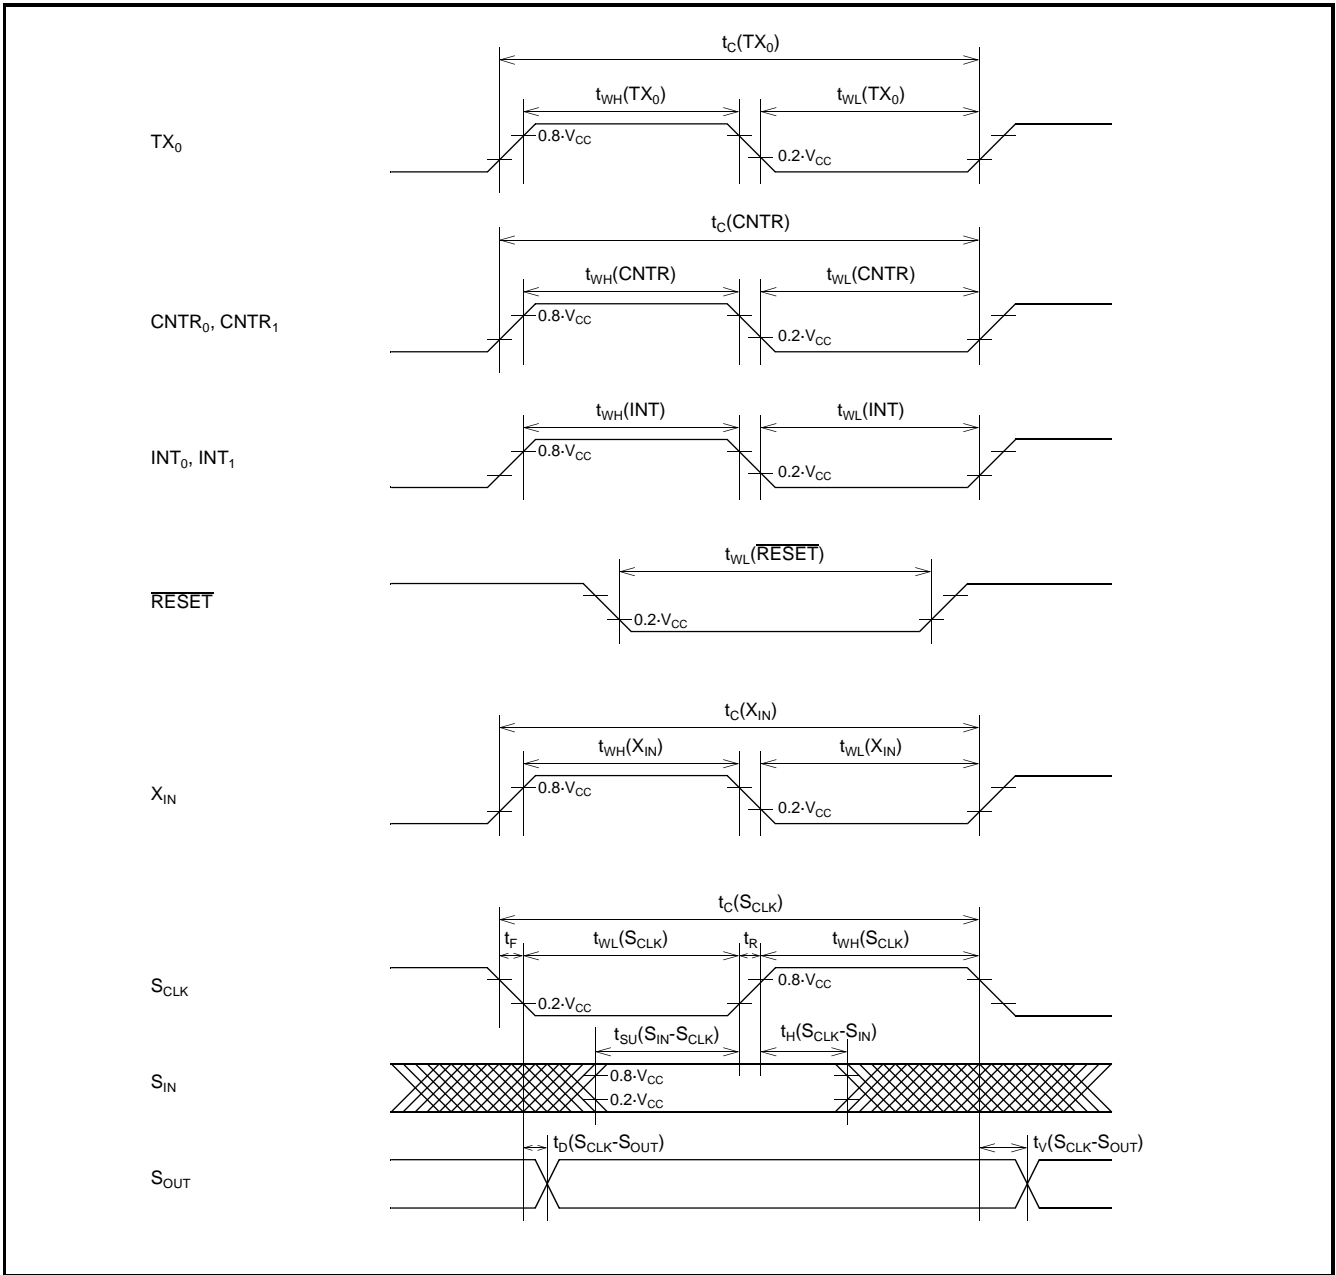 tC(TX0)
tWH(TX0) tWL(TX0)
TX0 0.8·VCC 0.2·VCC
tC(CNTR)
tWH(CNTR) tWL(CNTR)
CNTR0, CNTR1 0.8·VCC 0.2·VCC
tWH(INT) tWL(INT)
INT0, INT1 0.8·VCC 0.2·VCC
tWL(RESET)
RESET 0.2·VCC
tC(XIN)
tWH(XIN) tWL(XIN)
XIN 0.8·VCC 0.2·VCC
tC(SCLK)
tF tWL(SCLK) tR tWH(SCLK)
SCLK 0.2·VCC 0.8·VCC
tSU(SIN-SCLK) tH(SCLK-SIN)
SIN 0.8·VCC
0.2·VCC
tD(SCLK-SOUT) tV(SCLK-SOUT)
SOUT